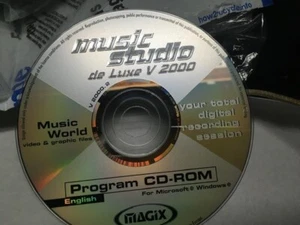 music
studio
de Luxe V 2000
Music
World
video & graphic files
your total
digital
recording
session
Program CD-ROM
English
For Microsoft® Windows®
MAGIX